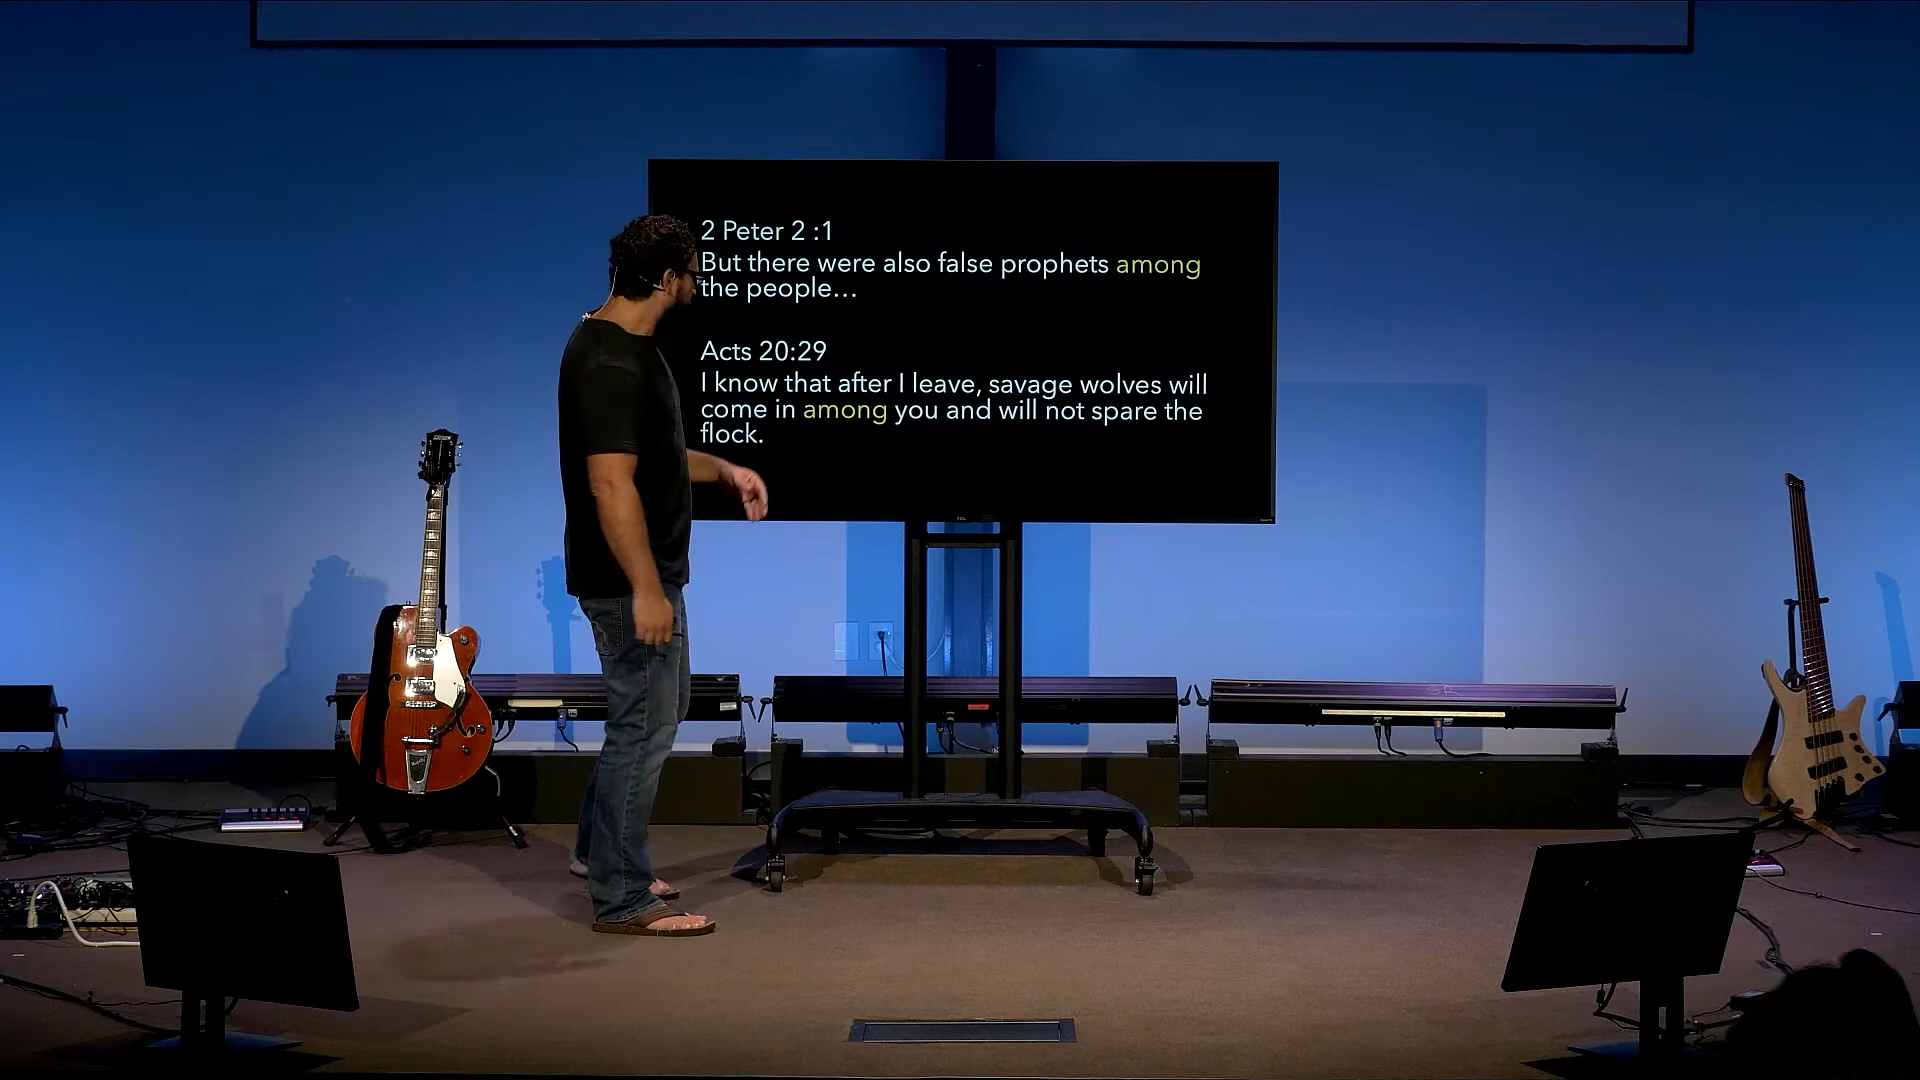 2 Peter 2 :1
But there were also false prophets among
the people…
Acts 20:29
I know that after I leave, savage wolves will
come in among you and will not spare the
flock.
TCL